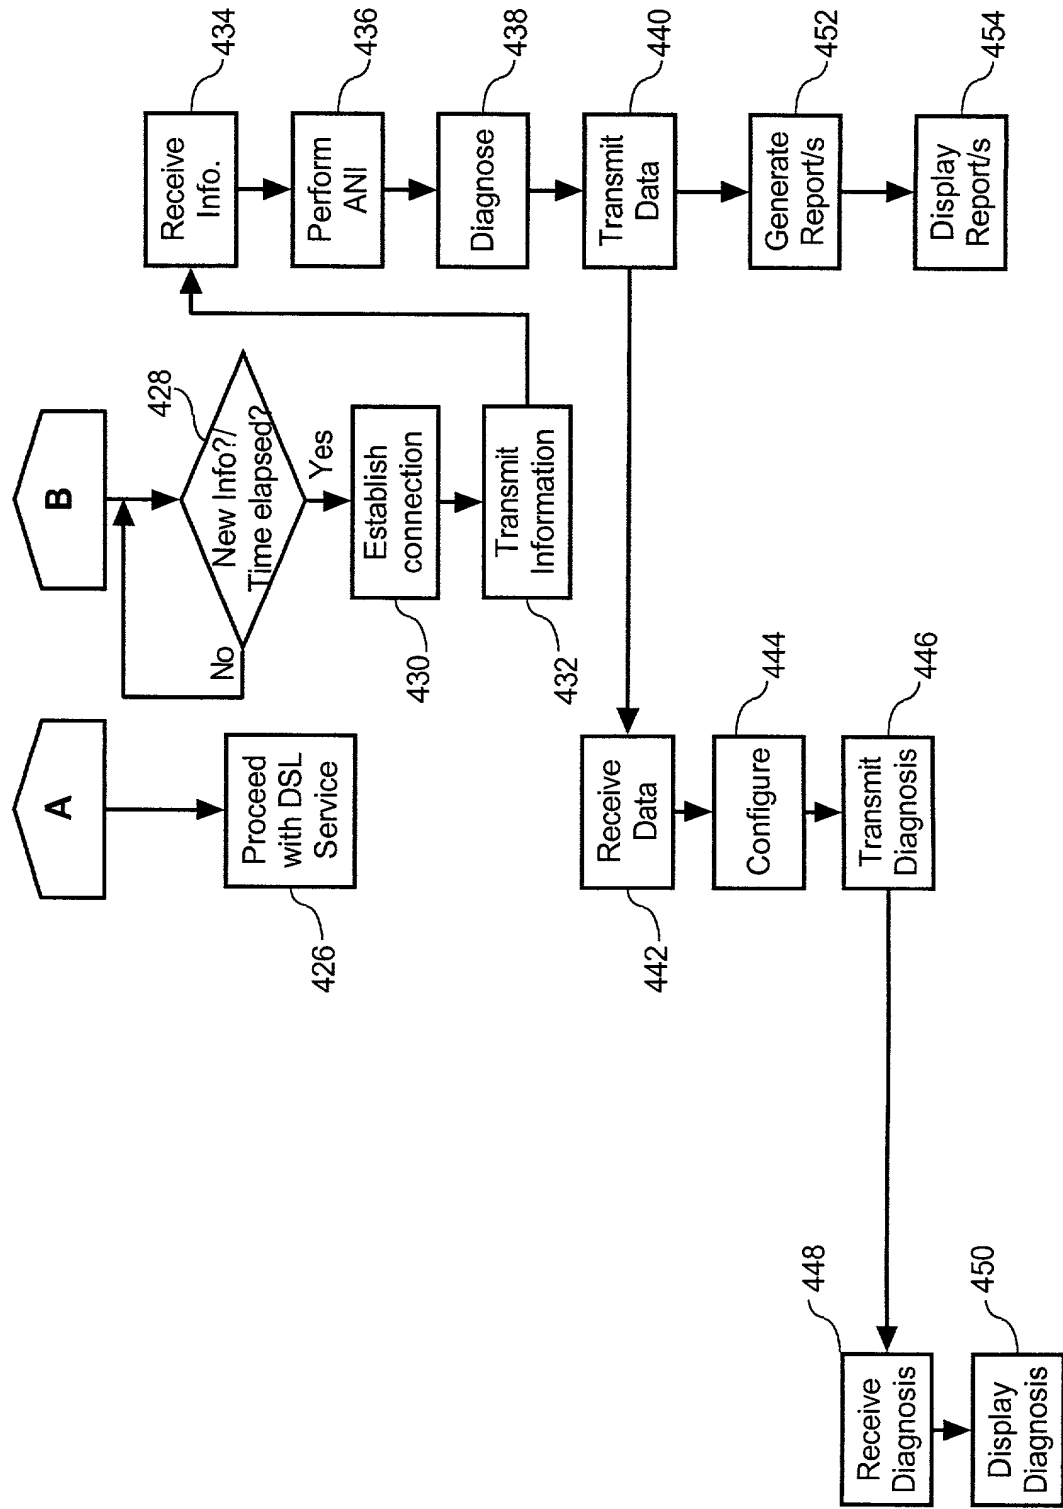 A
Proceed
with DSL
Service
426
B
428
New Info?/
Time elapsed?
No
Yes
Establish
connection
430
Transmit
Information
432
Receive
Info.
434
Perform
ANI
436
Diagnose
438
Transmit
Data
440
Receive
Data
442
Configure
444
Transmit
Diagnosis
446
Receive
Diagnosis
448
Display
Diagnosis
450
Generate
Report/s
452
Display
Report/s
454